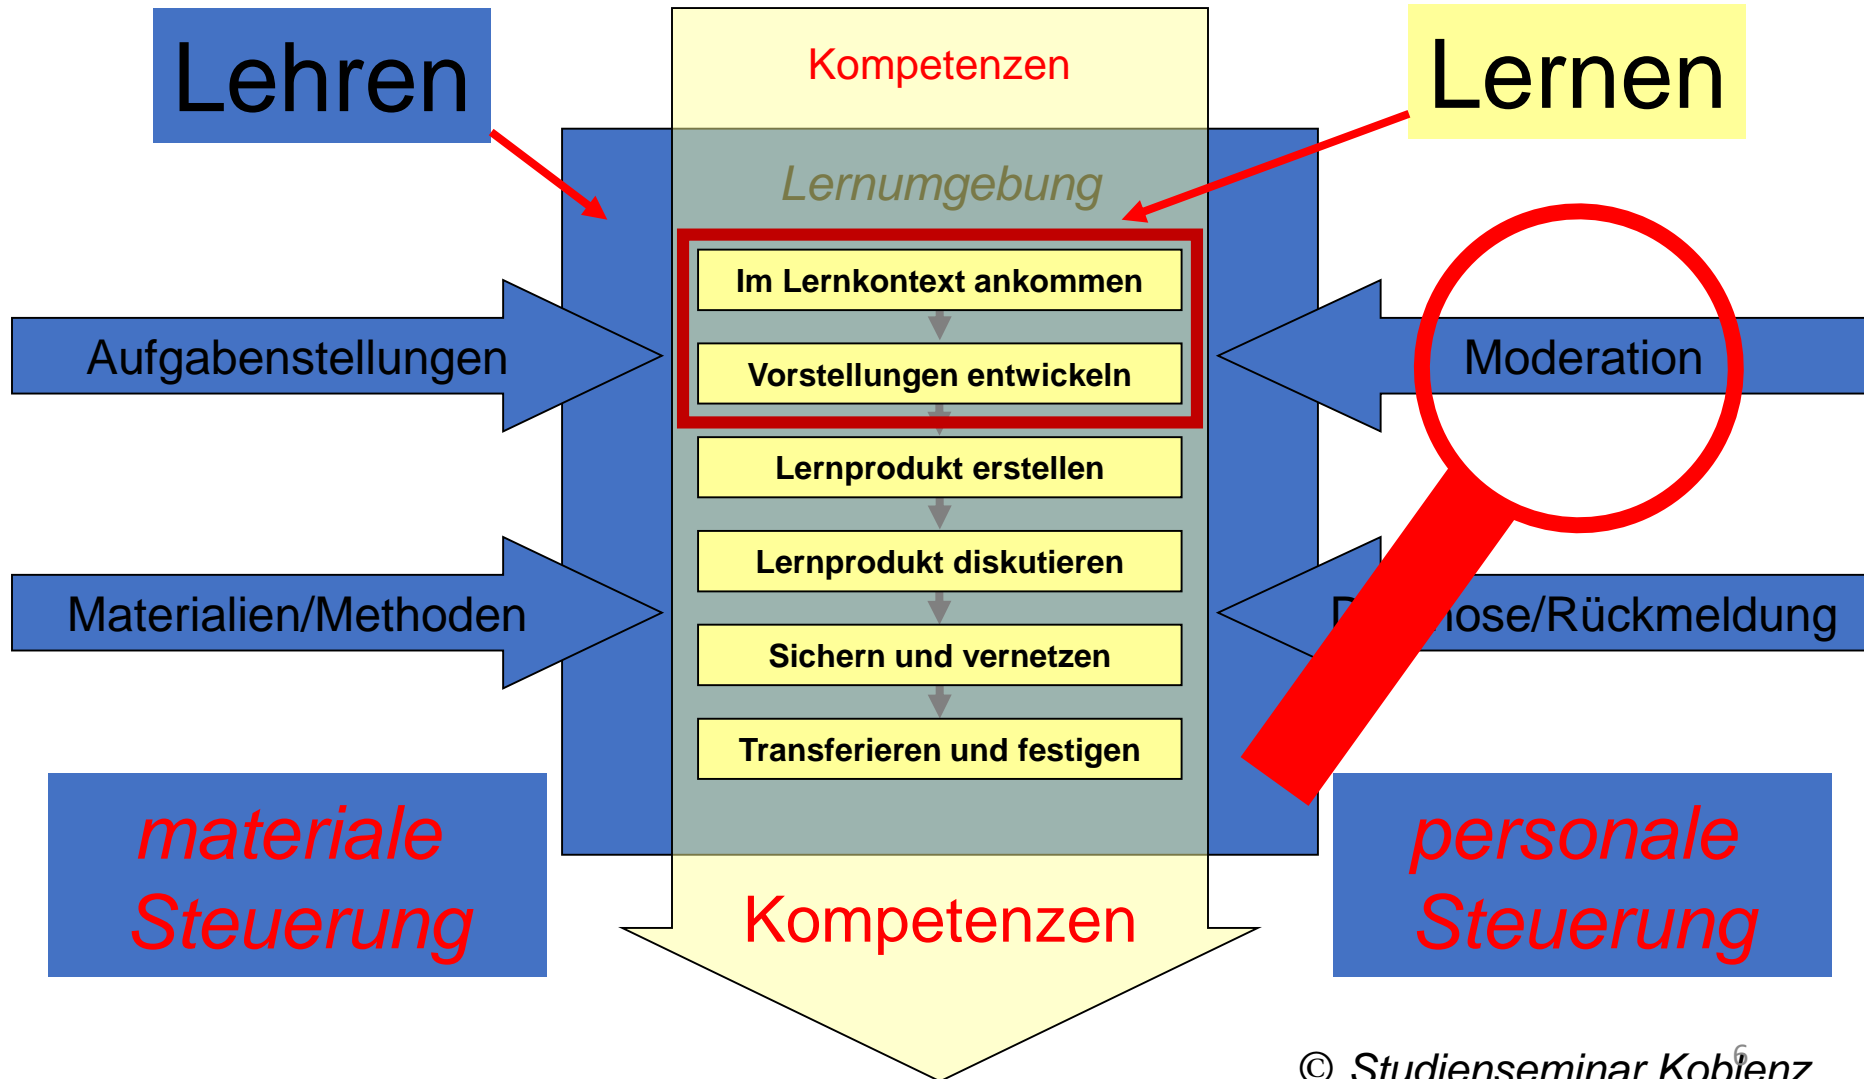 Lehren
Kompetenzen
Lernen
Lernumgebung
Im Lernkontext ankommen
Vorstellungen entwickeln
Lernprodukt erstellen
Lernprodukt diskutieren
Sichern und vernetzen
Transferieren und festigen
Aufgabenstellungen
Moderation
Materialien/Methoden
/Rückmeldung
materiale
Steuerung
personale
Steuerung
Kompetenzen
© Studienseminar Koblenz
6